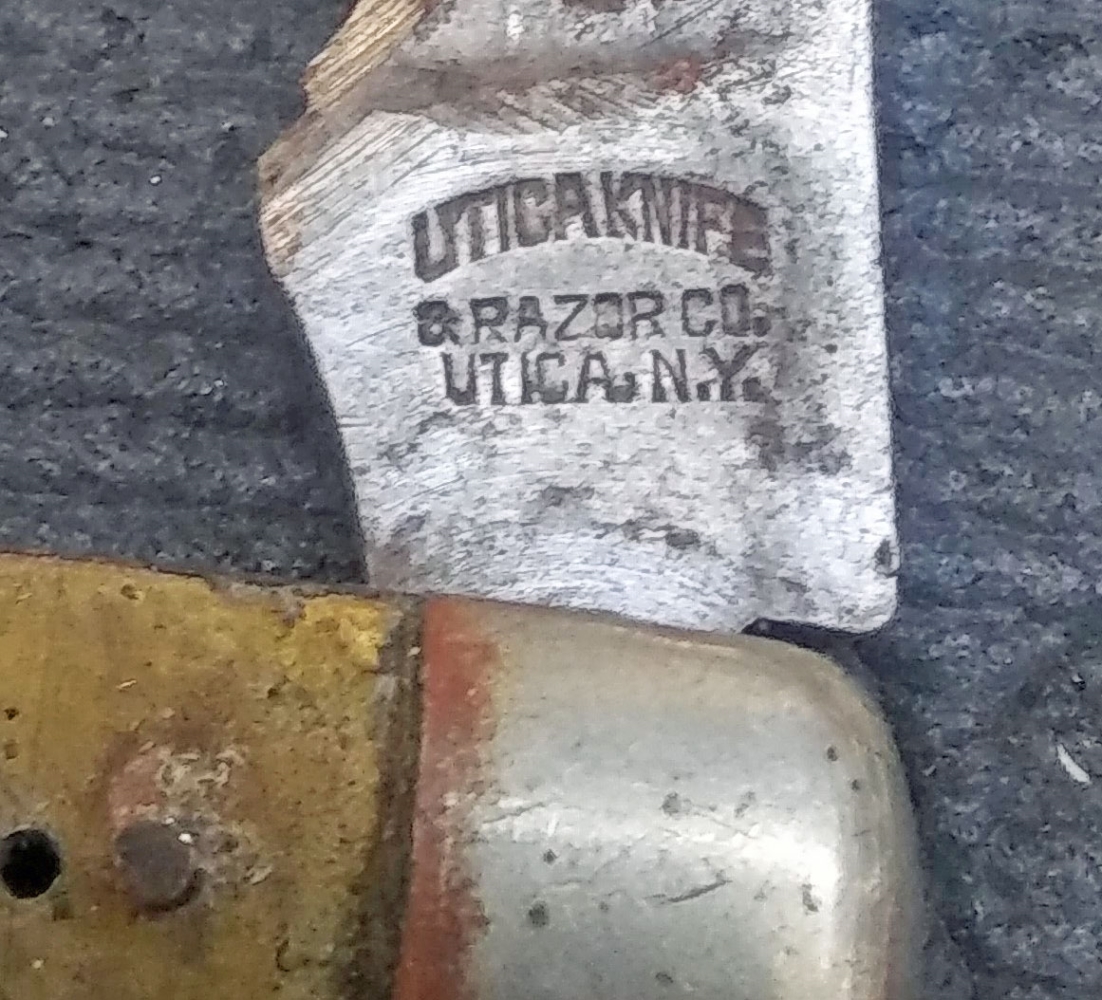 UTICA KNIFE
& RAZOR CO.
UTICA, N.Y.